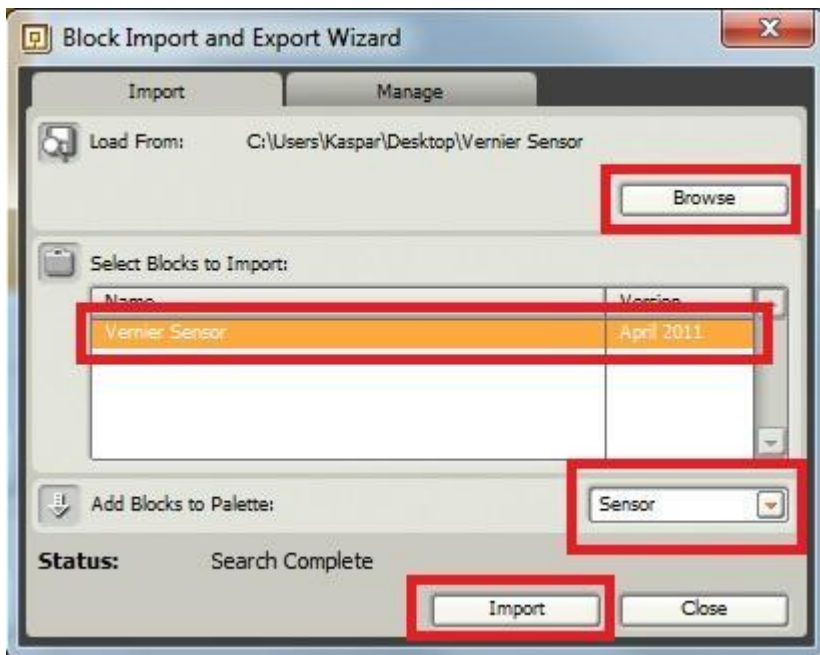 Block Import and Export Wizard
Import Manage
Load From: C:\Users\Kaspar\Desktop\Vernier Sensor
Browse
Select Blocks to Import:
Name Version
Vernier Sensor April 2011
Add Blocks to Palette: Sensor
Status: Search Complete
Import Close